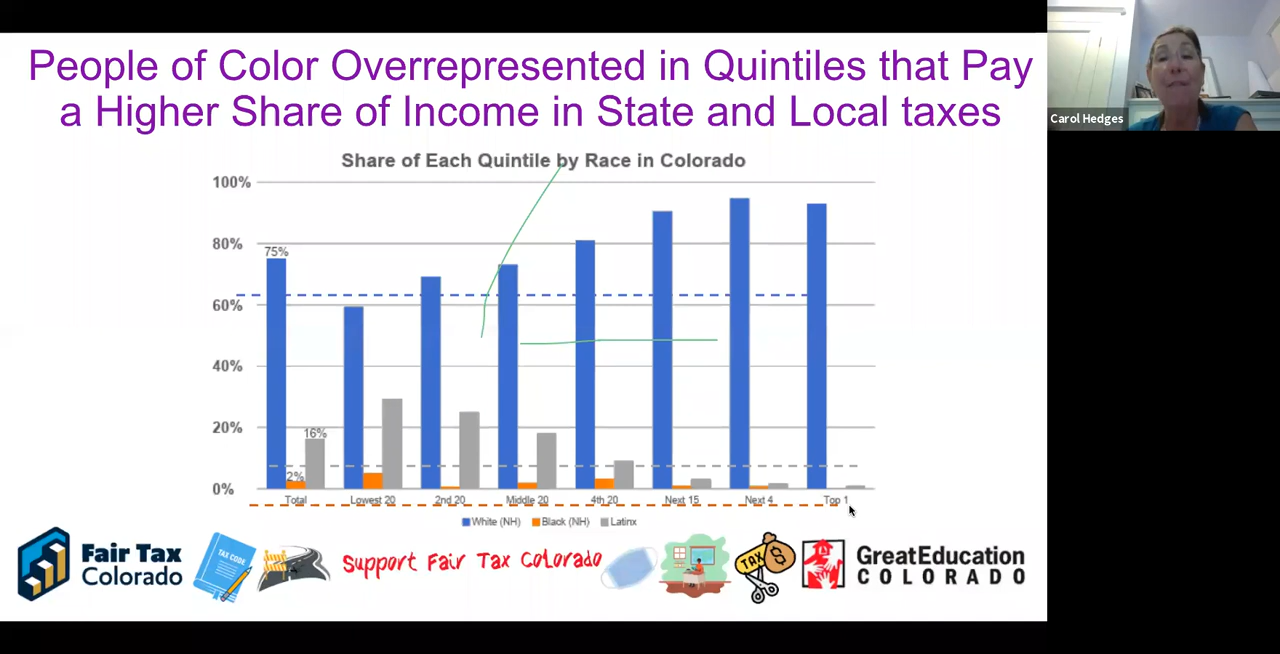 People of Color Overrepresented in Quintiles that Pay
a Higher Share of Income in State and Local taxes
Carol Hedges
Share of Each Quintile by Race in Colorado
100%
80%
75%
60%
40%
20%
16%
2%
0%
Total Lowest 20 2nd 20 Middle 20 4th 20 Next 15 Next 4 Top 1
White (NH) Black (NH) Latinx
Fair Tax
Colorado
TAX CODE
Support Fair Tax Colorado
TAX
$
GreatEducation
COLORADO